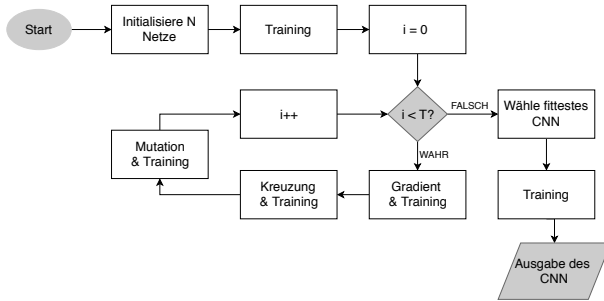 Start
Initialisiere N
Netze
Training
i = 0
i++
i < T?
FALSCH
Wähle fittestes
CNN
WAHR
Mutation
& Training
Kreuzung
& Training
Gradient
& Training
Training
Ausgabe des
CNN